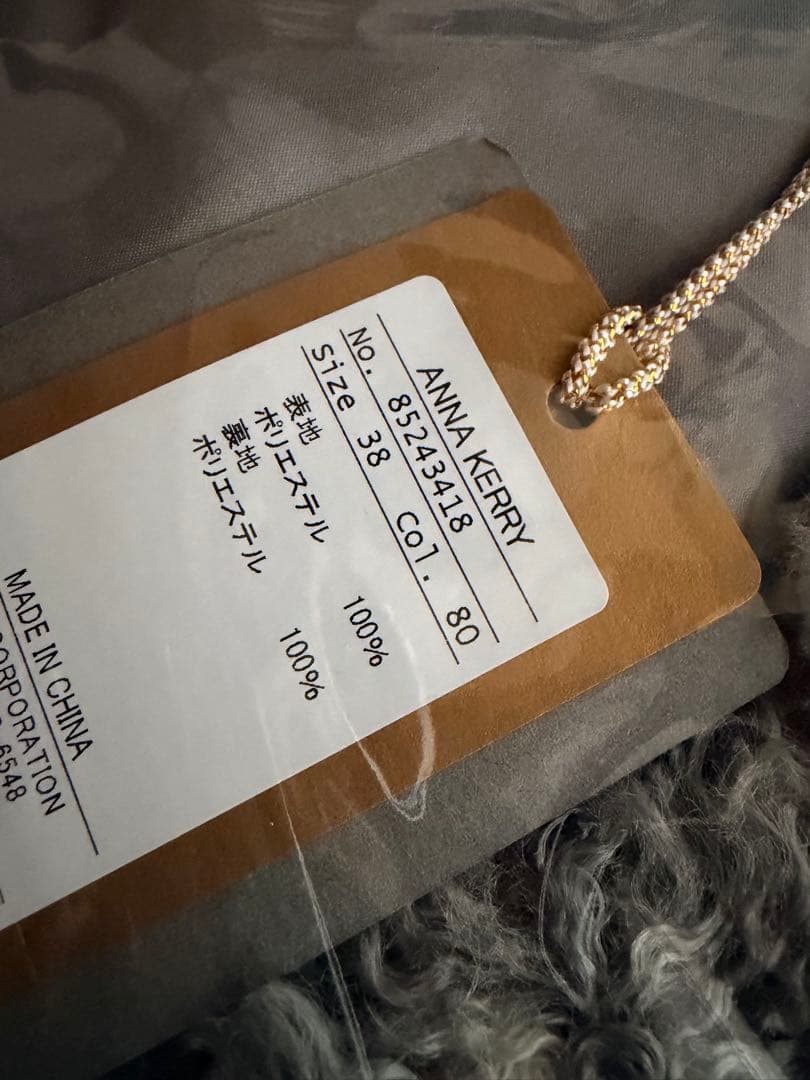 ANNA KERRY
No. 85243418
Size 38 Col. 80
表地
ポリエステル 100%
裏地
ポリエステル 100%
MADE IN CHINA
CORPORATION
6548